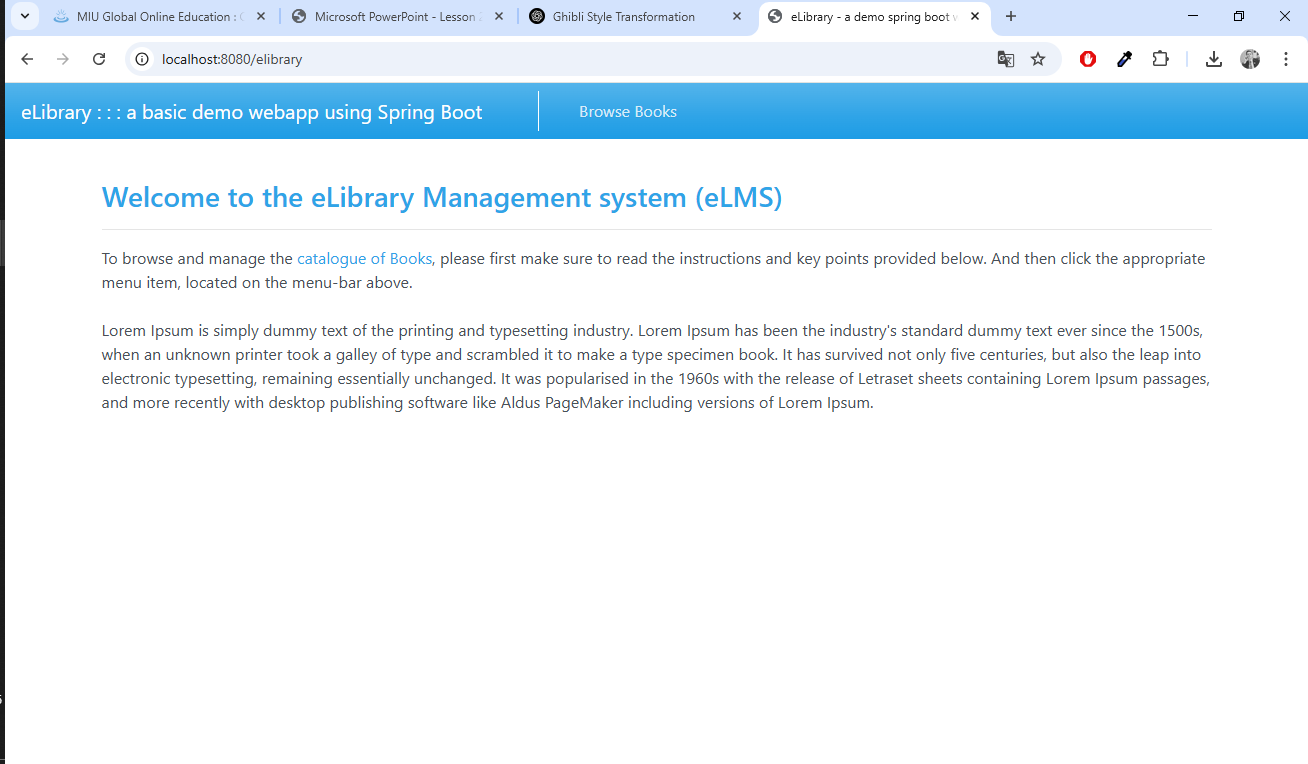 MIU Global Online Education :
Microsoft PowerPoint - Lesson
Ghibli Style Transformation
eLibrary - a demo spring boot
localhost:8080/elibrary
eLibrary : : : a basic demo webapp using Spring Boot
Browse Books
Welcome to the eLibrary Management system (eLMS)
To browse and manage the catalogue of Books, please first make sure to read the instructions and key points provided below. And then click the appropriate
menu item, located on the menu-bar above.
Lorem Ipsum is simply dummy text of the printing and typesetting industry. Lorem Ipsum has been the industry's standard dummy text ever since the 1500s,
when an unknown printer took a galley of type and scrambled it to make a type specimen book. It has survived not only five centuries, but also the leap into
electronic typesetting, remaining essentially unchanged. It was popularised in the 1960s with the release of Letraset sheets containing Lorem Ipsum passages,
and more recently with desktop publishing software like Aldus PageMaker including versions of Lorem Ipsum.